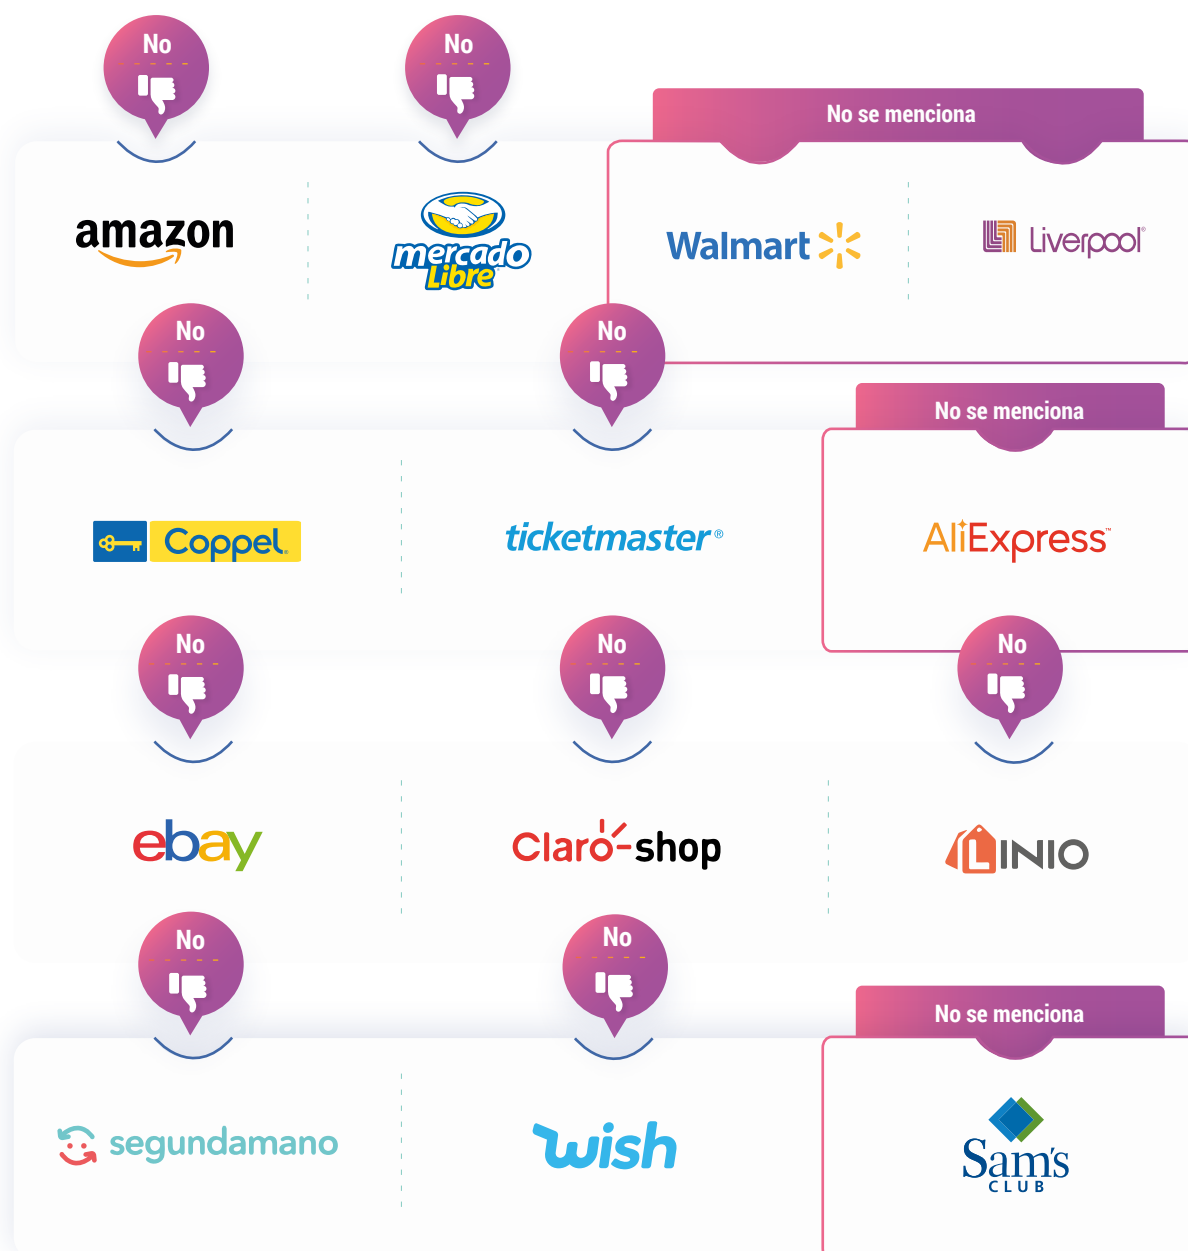 No
No
No se menciona
amazon
mercado
Libre
Walmart
Liverpool®
No
No
No se menciona
Coppel
ticketmaster®
AliExpress™
No
No
No
ebay
Claro shop
LINIO
No
No
No se menciona
segundamano
wish
Sam's
CLUB